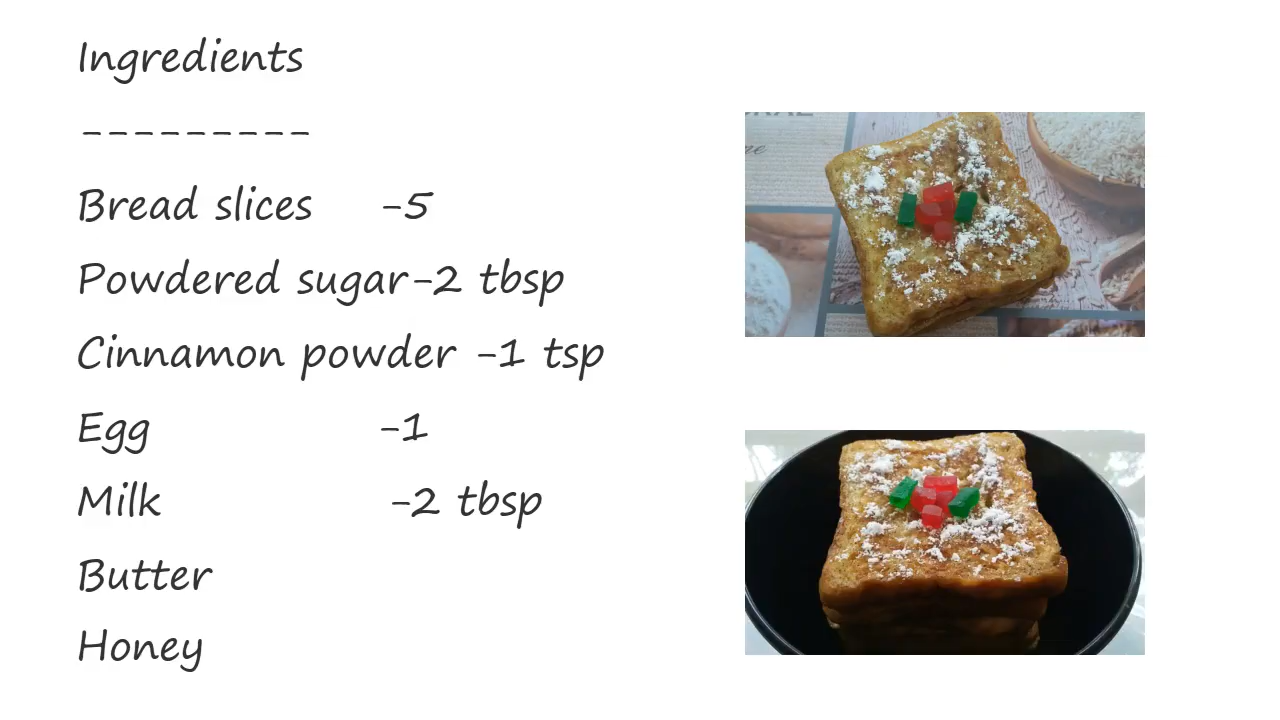 Ingredients
---------
Bread slices -5
Powdered sugar-2 tbsp
Cinnamon powder -1 tsp
Egg -1
Milk -2 tbsp
Butter
Honey